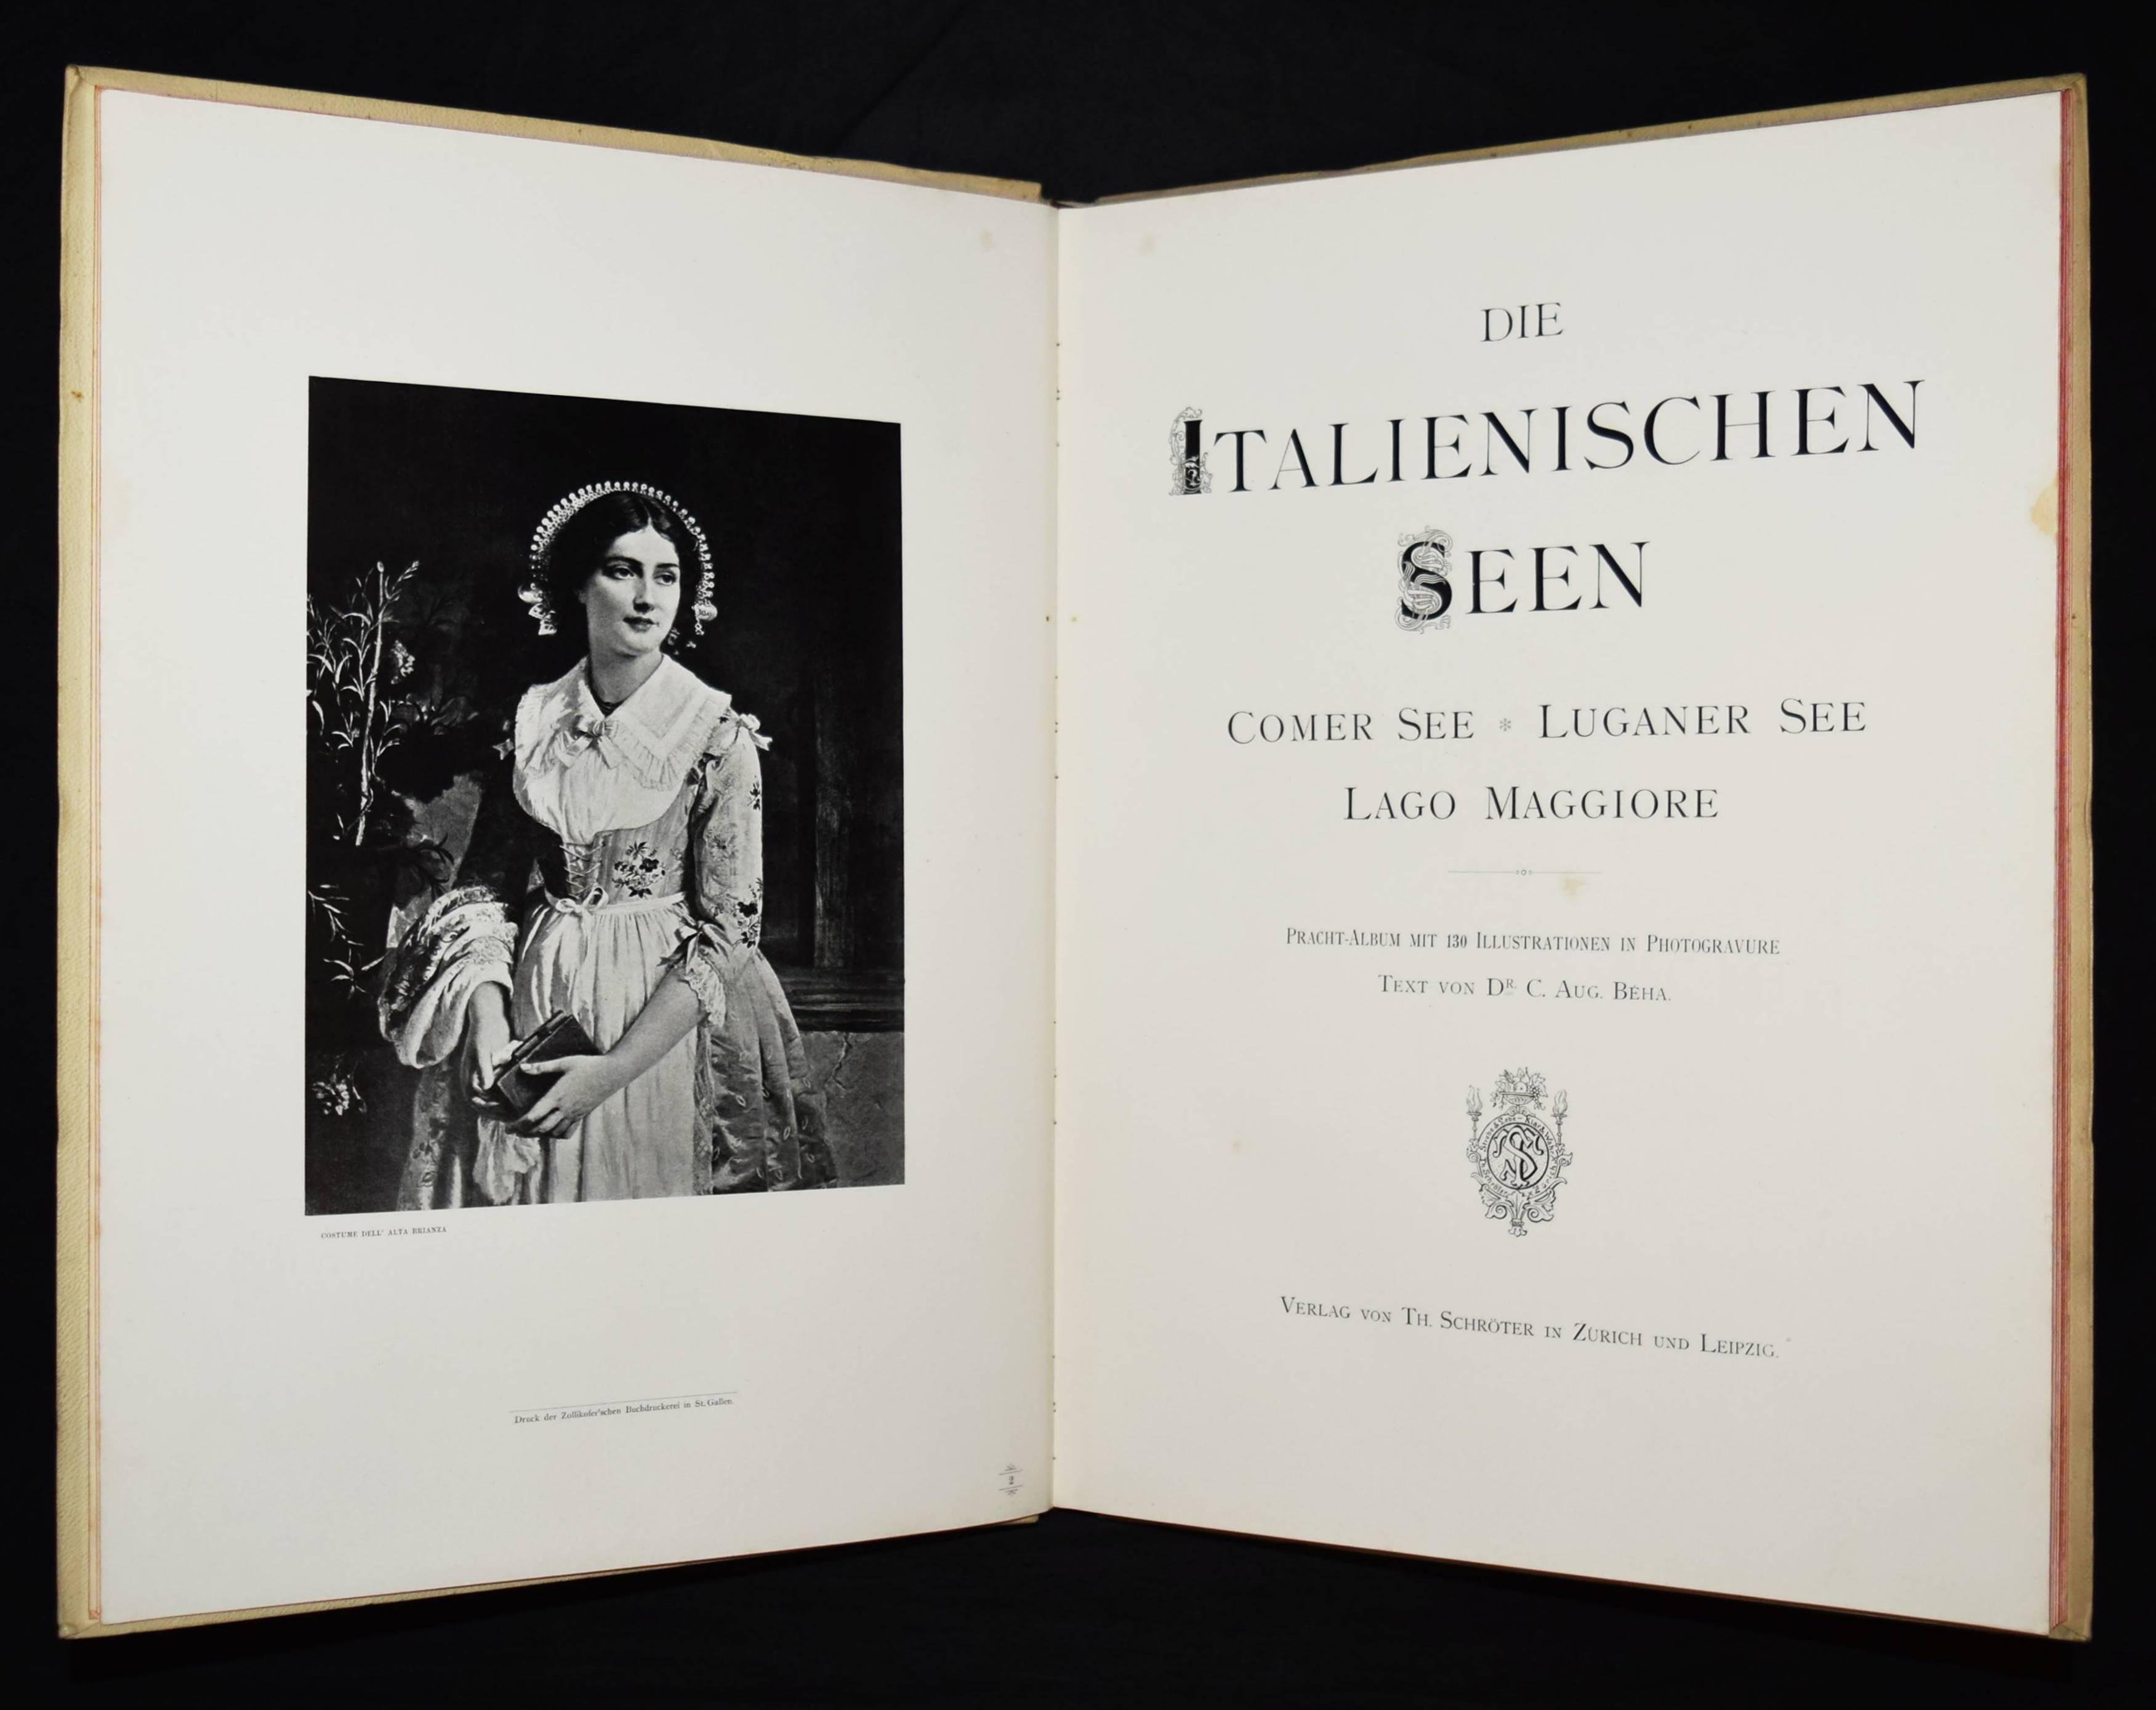 COSTUME DELL' ALTA BRIANZA
Druck der Zollikofer'schen Buchdruckerei in St. Gallen.
2
DIE
ITALIENISCHEN
SEEN
COMER SEE * LUGANER SEE
LAGO MAGGIORE
PRACHT-ALBUM MIT 130 ILLUSTRATIONEN IN PHOTOGRAVURE
TEXT VON DR. C. AUG. BEHA.
VERLAG VON TH. SCHRÖTER IN ZÜRICH UND LEIPZIG.